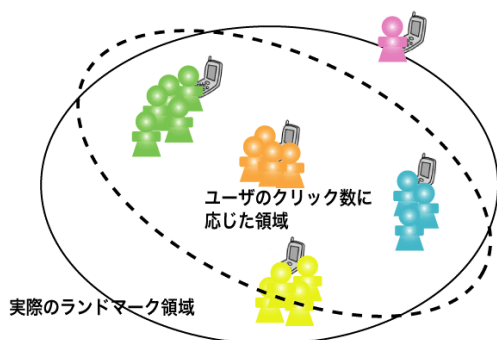 ユーザのクリック数に
応じた領域
実際のランドマーク領域